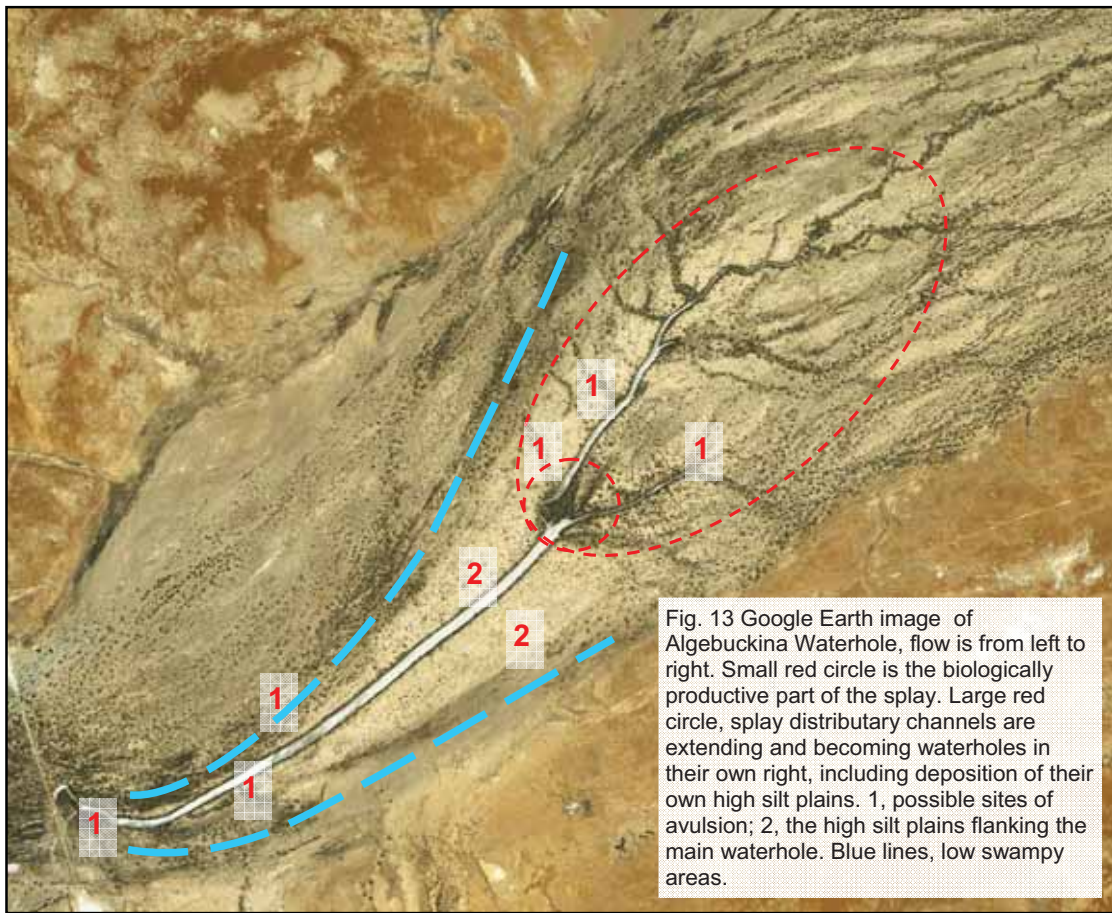 1
1
1
2
2
1
1
1
Fig. 13 Google Earth image of
Algebuckina Waterhole, flow is from left to
right. Small red circle is the biologically
productive part of the splay. Large red
circle, splay distributary channels are
extending and becoming waterholes in
their own right, including deposition of their
own high silt plains. 1, possible sites of
avulsion; 2, the high silt plains flanking the
main waterhole. Blue lines, low swampy
areas.